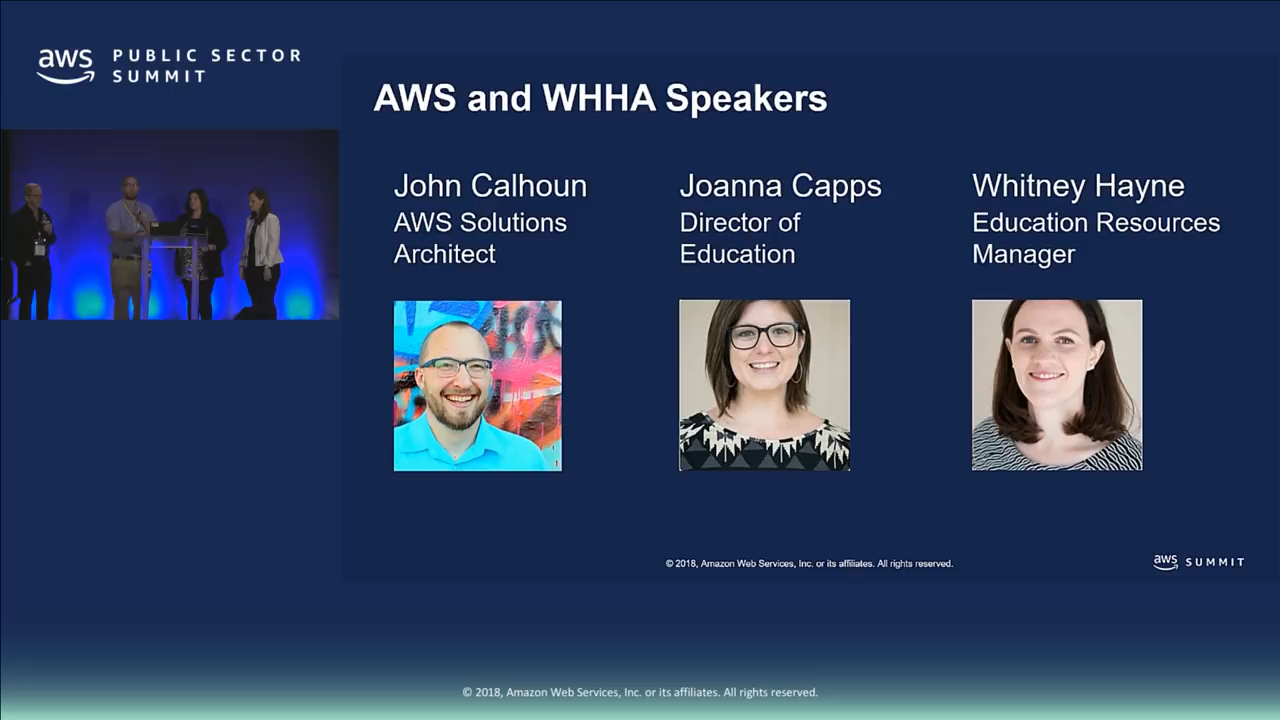 aws PUBLIC SECTOR
SUMMIT
AWS and WHHA Speakers
John Calhoun
AWS Solutions
Architect
Joanna Capps
Director of
Education
Whitney Hayne
Education Resources
Manager
© 2018, Amazon Web Services, Inc. or its affiliates. All rights reserved.
aws SUMMIT
© 2018, Amazon Web Services, Inc. or its affiliates. All rights reserved.